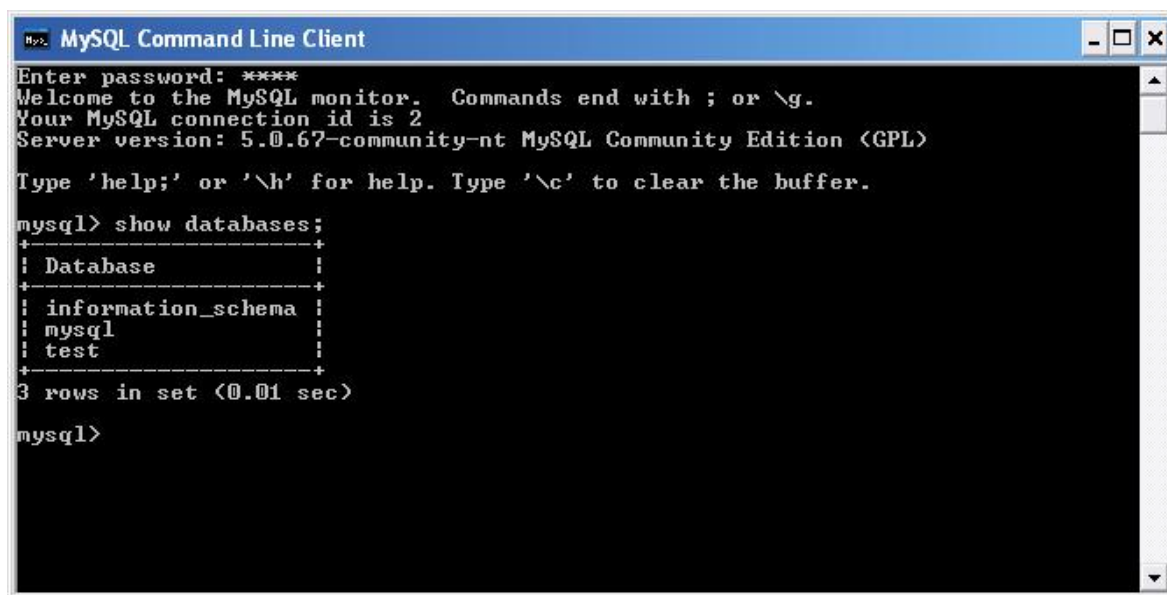 MySQL Command Line Client
Enter password: ****
Welcome to the MySQL monitor.  Commands end with ; or \g.
Your MySQL connection id is 2
Server version: 5.0.67-community-nt MySQL Community Edition (GPL)
Type 'help;' or '\h' for help. Type '\c' to clear the buffer.
mysql> show databases;
+--------------------+
| Database           |
+--------------------+
| information_schema |
| mysql              |
| test               |
+--------------------+
3 rows in set (0.01 sec)
mysql>